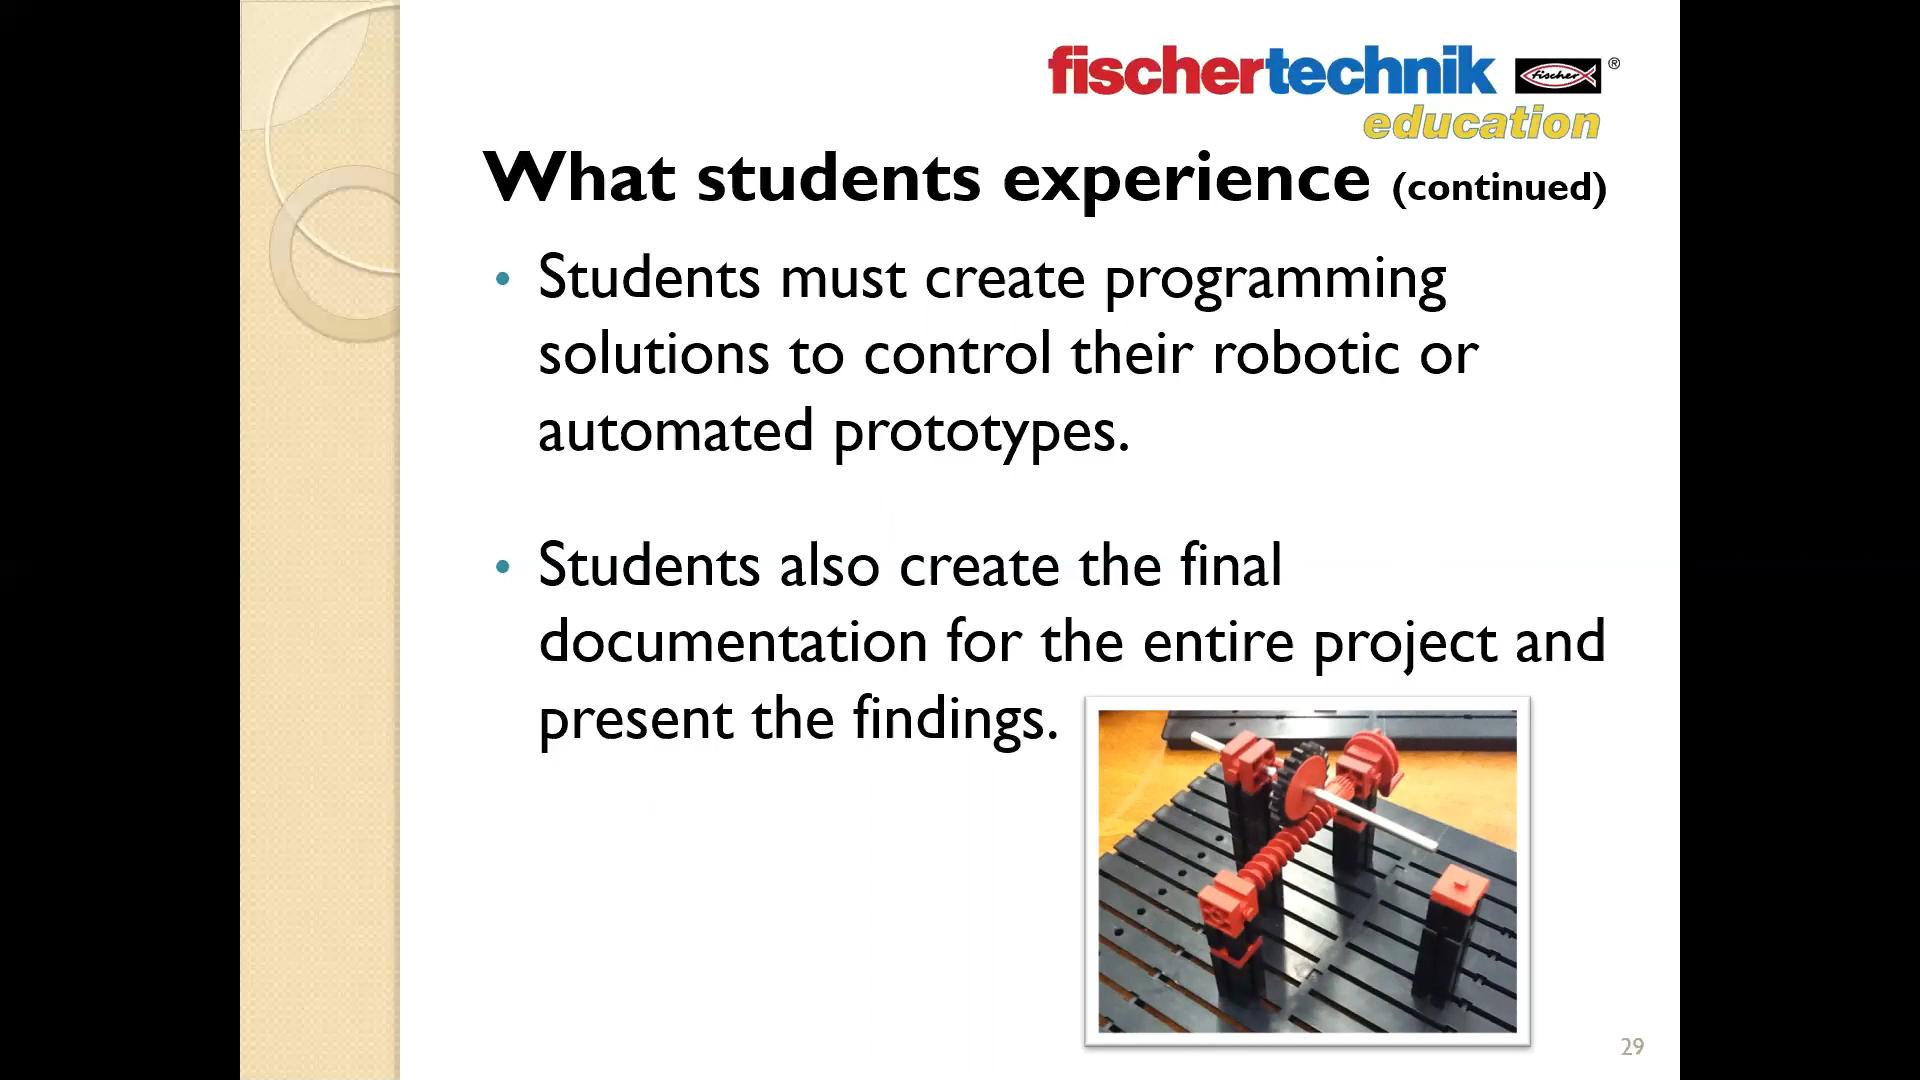 fischertechnik fischer ®
education
What students experience (continued)
• Students must create programming
solutions to control their robotic or
automated prototypes.
• Students also create the final
documentation for the entire project and
present the findings.
29